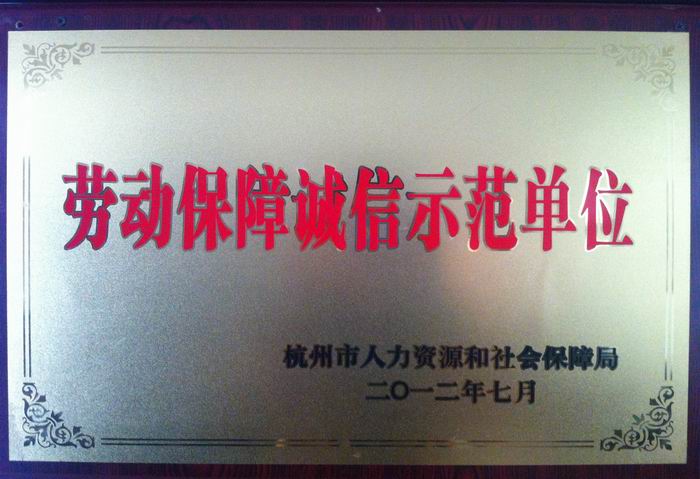 劳动保障诚信示范单位
杭州市人力资源和社会保障局
二〇一二年七月